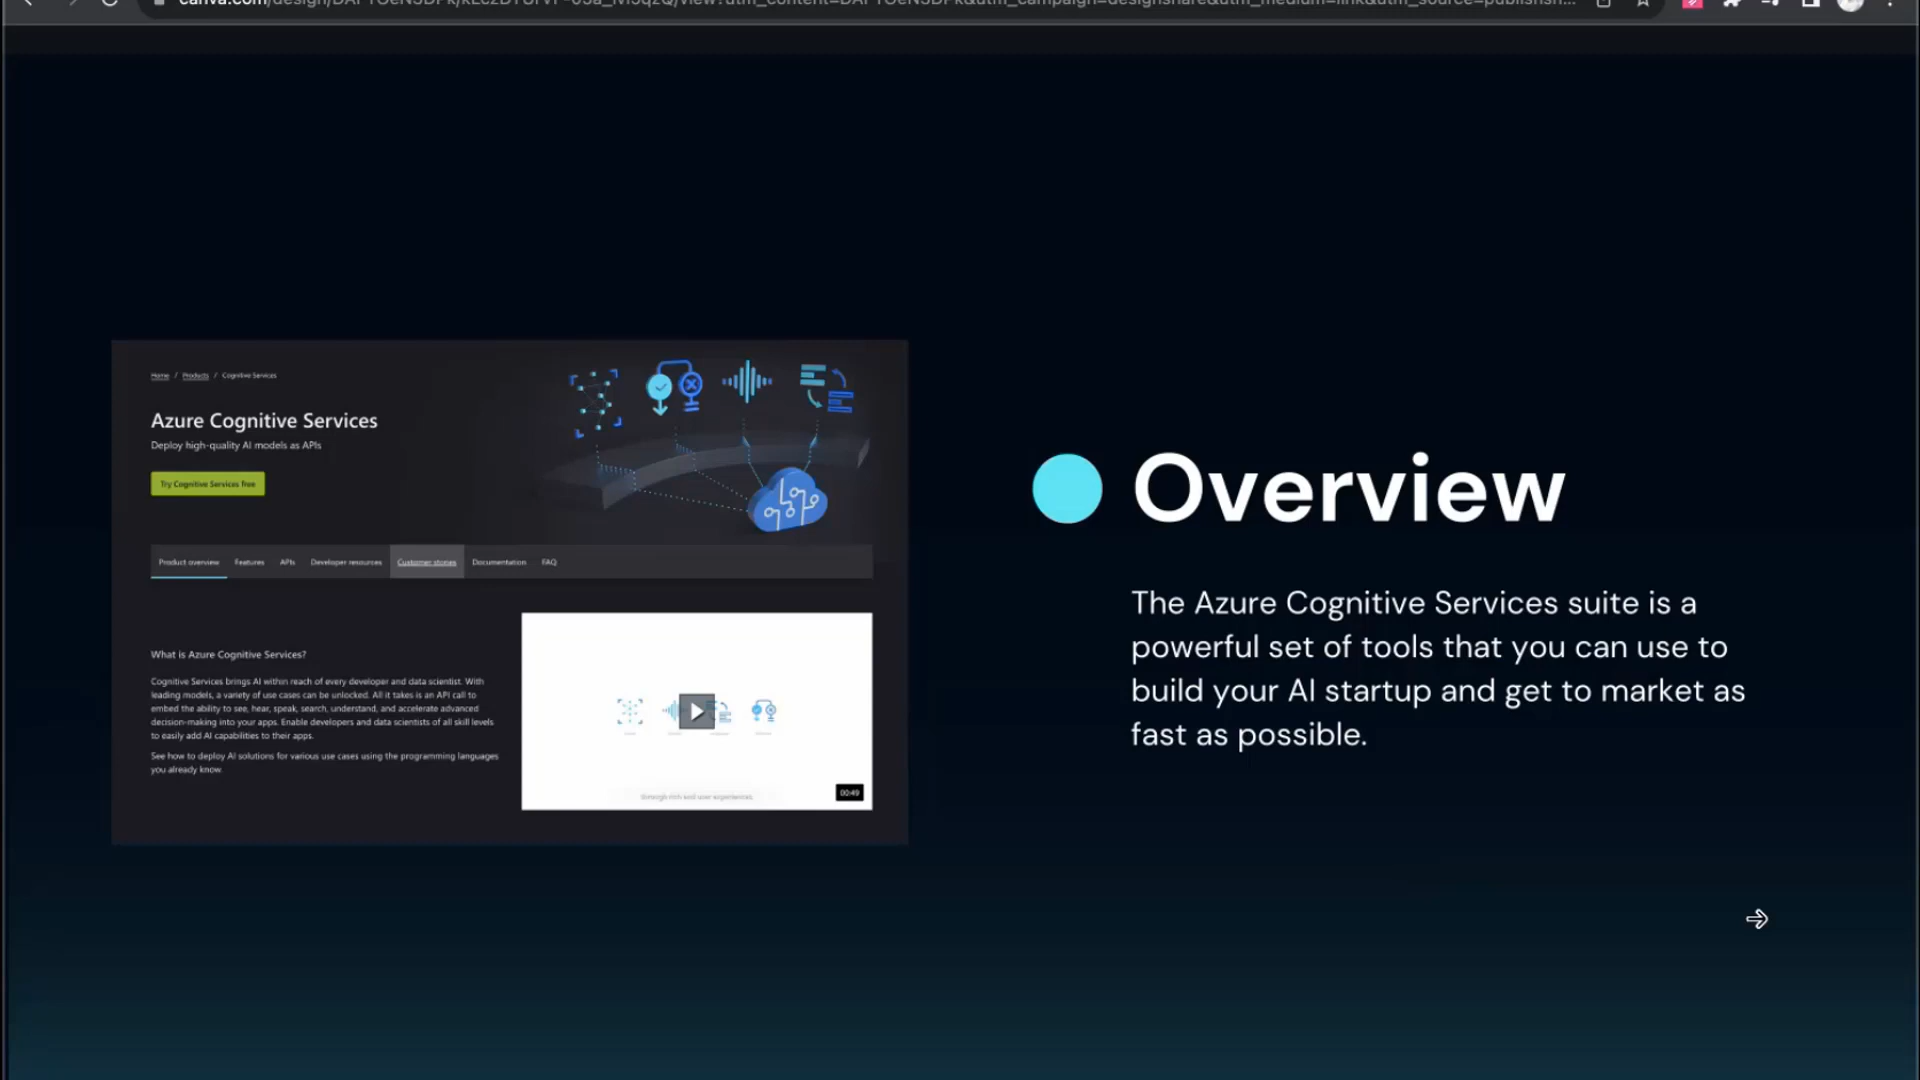 Home / Products / Cognitive Services
Azure Cognitive Services
Deploy high-quality AI models as APIs
Try Cognitive Services free
Product overview Features APIs Developer resources Customer stories Documentation FAQ
What is Azure Cognitive Services?
Cognitive Services brings AI within reach of every developer and data scientist. With
leading models, a variety of use cases can be unlocked. All it takes is an API call to
embed the ability to see, hear, speak, search, understand, and accelerate advanced
decision-making into your apps. Enable developers and data scientists of all skill levels
to easily add AI capabilities to their apps.
See how to deploy AI solutions for various use cases using the programming languages
you already know.
through rich end user experiences
00:49
Overview
The Azure Cognitive Services suite is a
powerful set of tools that you can use to
build your AI startup and get to market as
fast as possible.